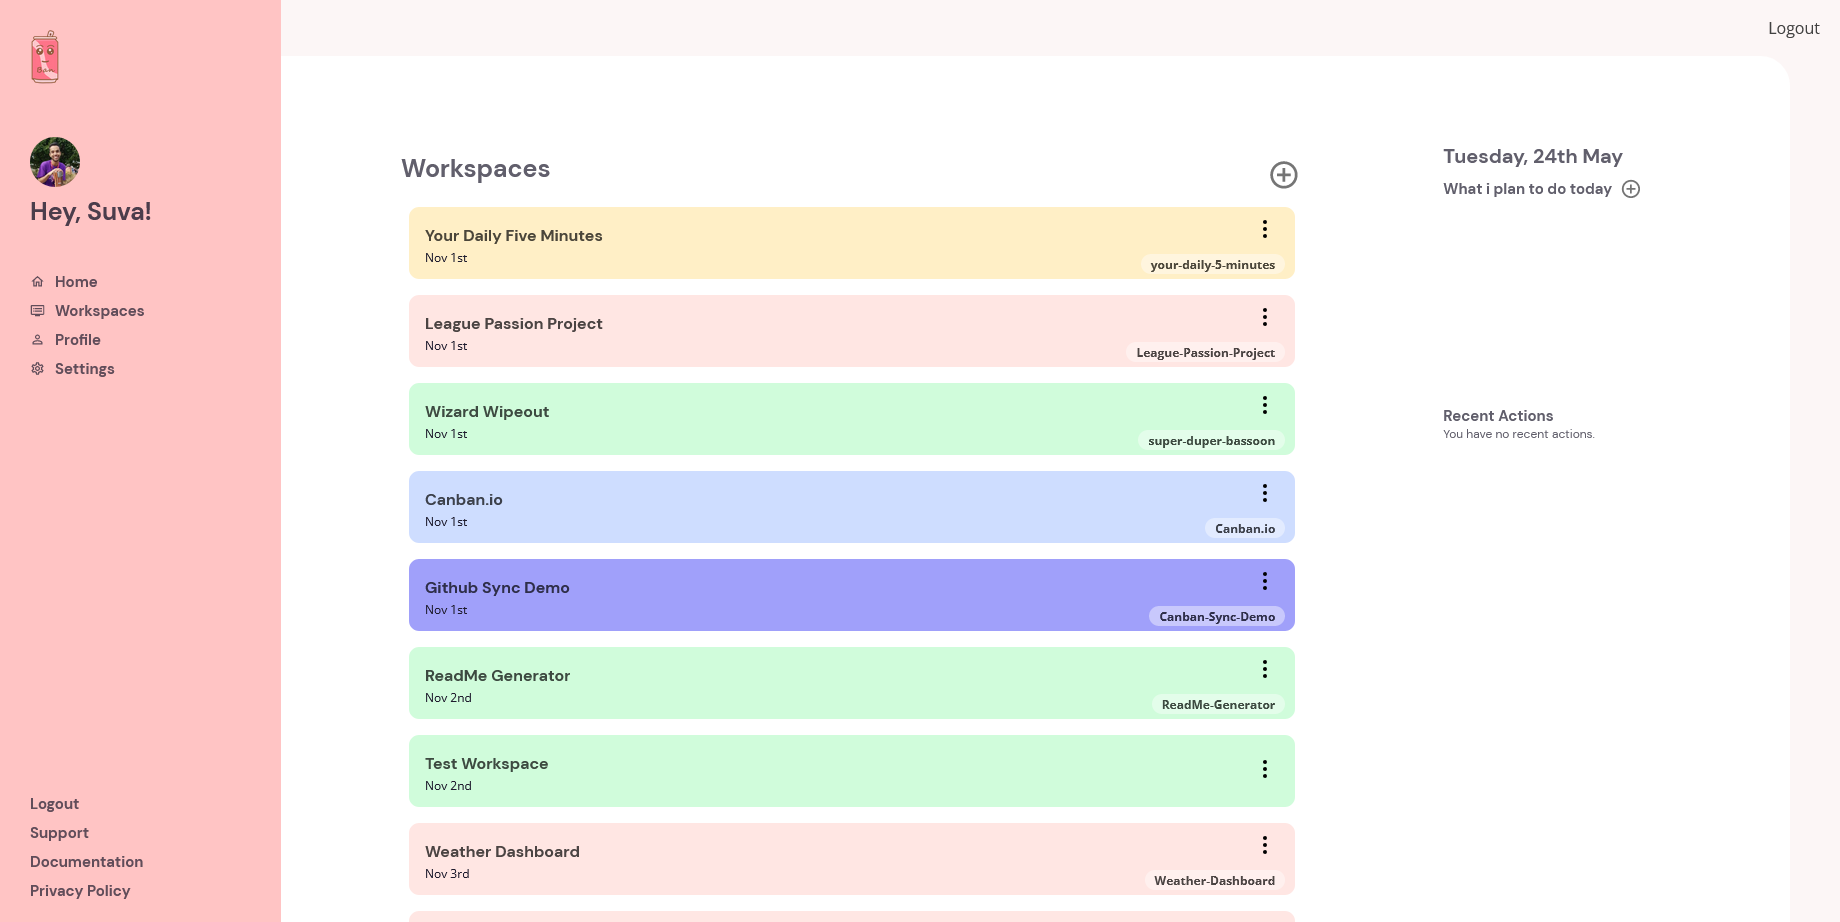 Hey, Suva!
Home
Workspaces
Profile
Settings
Logout
Support
Documentation
Privacy Policy
Logout
Workspaces
Your Daily Five Minutes
Nov 1st
your-daily-5-minutes
League Passion Project
Nov 1st
League-Passion-Project
Wizard Wipeout
Nov 1st
super-duper-bassoon
Canban.io
Nov 1st
Canban.io
Github Sync Demo
Nov 1st
Canban-Sync-Demo
ReadMe Generator
Nov 2nd
ReadMe-Generator
Test Workspace
Nov 2nd
Weather Dashboard
Nov 3rd
Weather-Dashboard
Tuesday, 24th May
What i plan to do today
Recent Actions
You have no recent actions.